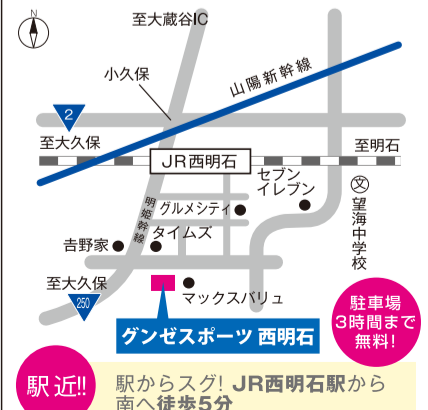 至大蔵谷IC
小久保
山陽新幹線
2
至大久保
至明石
JR西明石
セブン
イレブン
明姫幹線
グルメシティ
望海中学校
文
吉野家
タイムズ
至大久保
250
マックスバリュ
グンゼスポーツ 西明石
駐車場
3時間まで
無料!
駅近!!
駅からスグ! JR西明石駅から
南へ徒歩5分